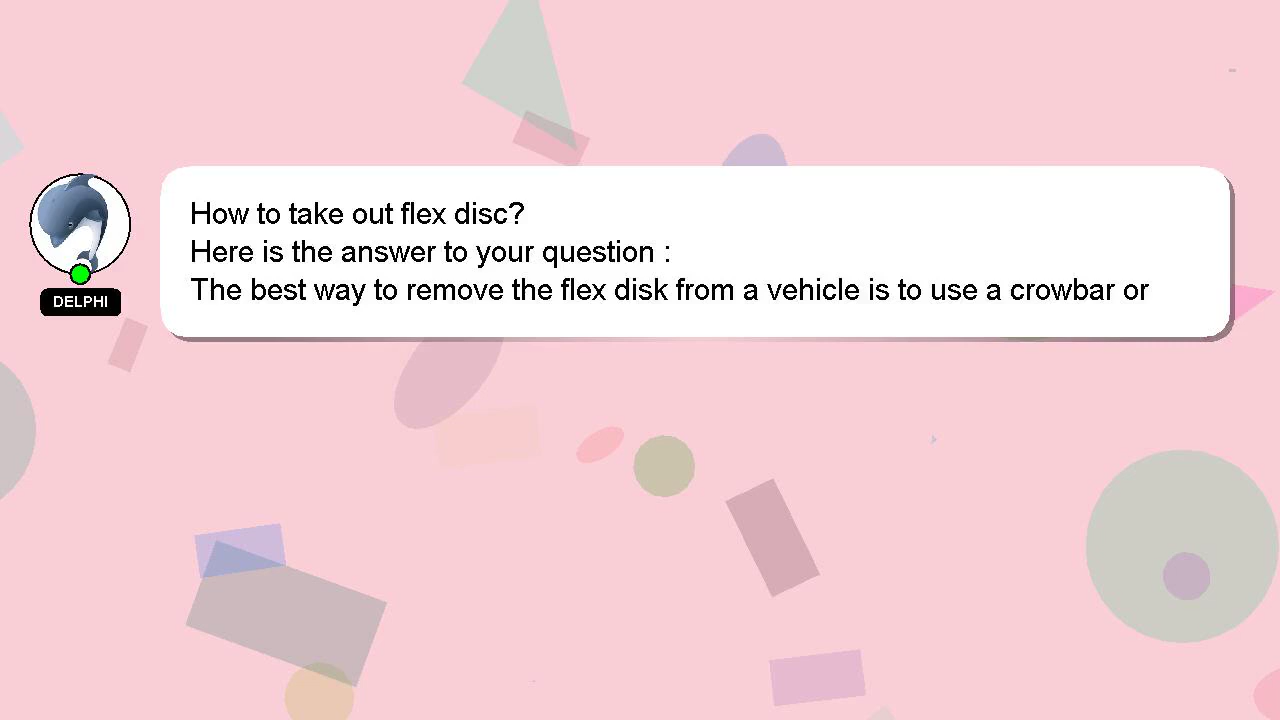 How to take out flex disc?
Here is the answer to your question :
The best way to remove the flex disk from a vehicle is to use a crowbar or
DELPHI